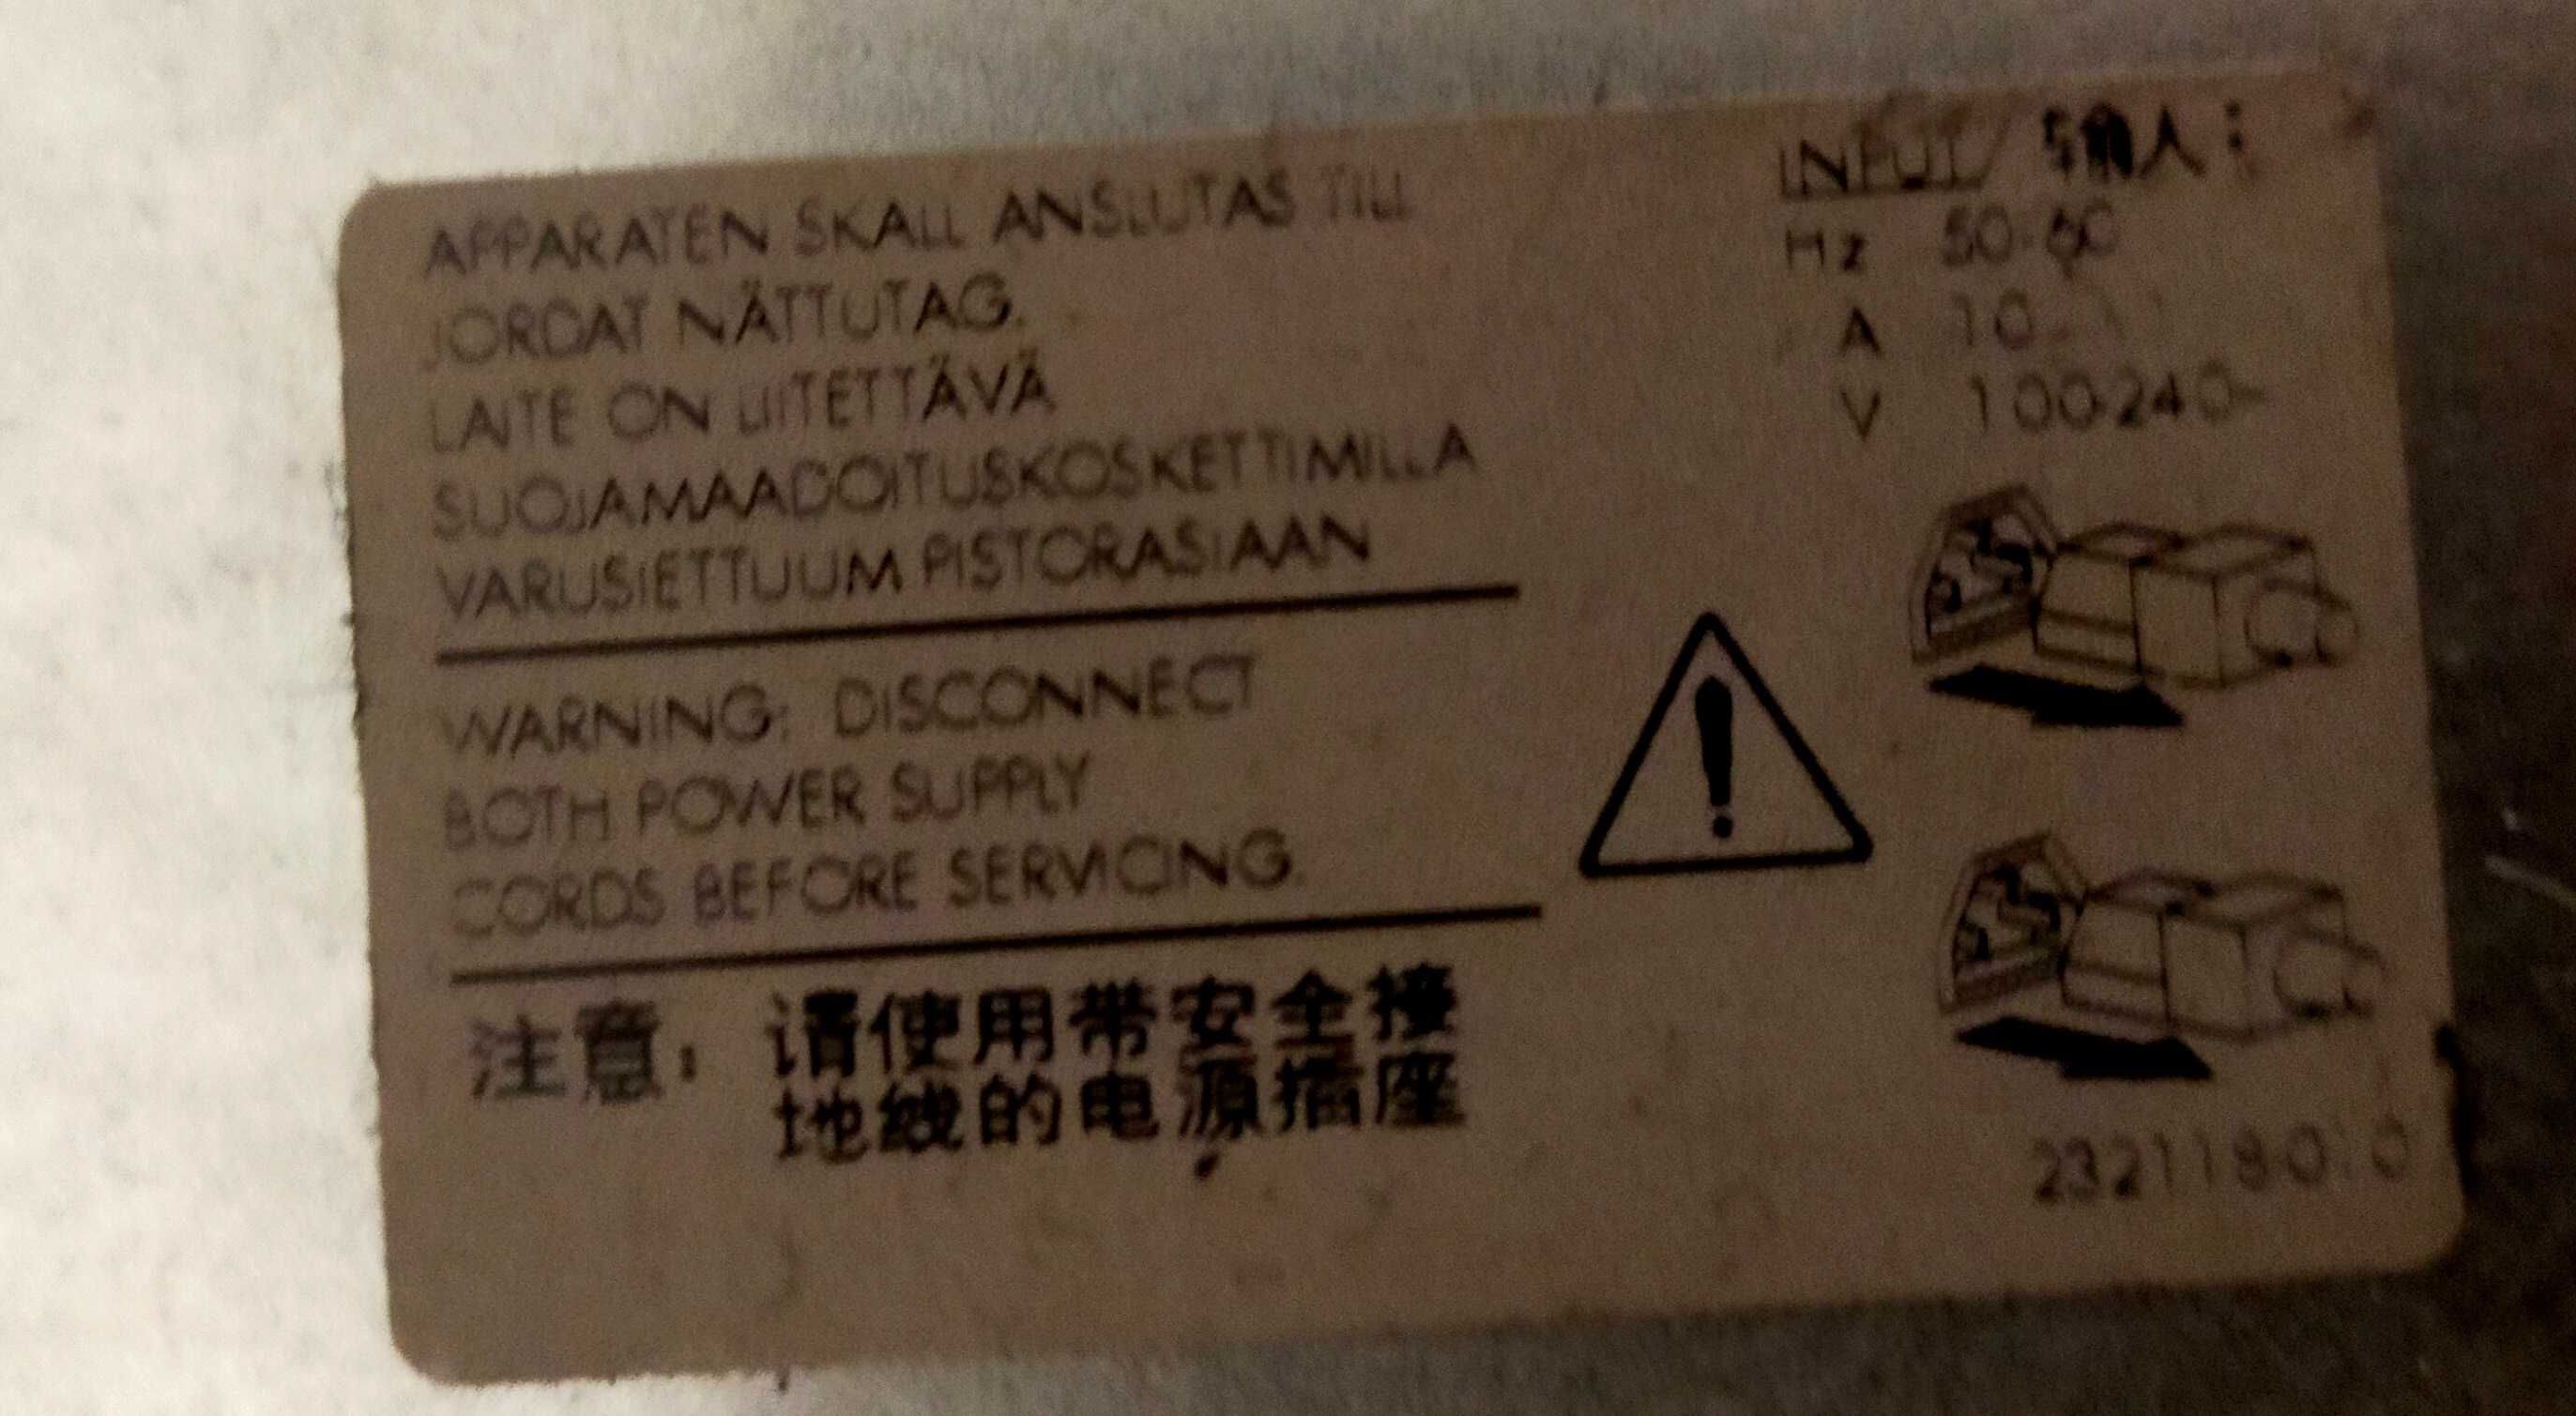 APPARATEN SKALL ANSLUTAS TILL
JORDAT NÄTTUTAG.
LAITE ON LIITETTÄVÄ
SUOJAMAADOITUSKOSKETTIMILLA
VARUSIETTUUM PISTORASIAAN
WARNING: DISCONNECT
BOTH POWER SUPPLY
CORDS BEFORE SERVICING.
注意: 请使用带安全接
地线的电源插座
INPUT/ 输入:
Hz 50-60
A 10
V 100-240~
232118-010